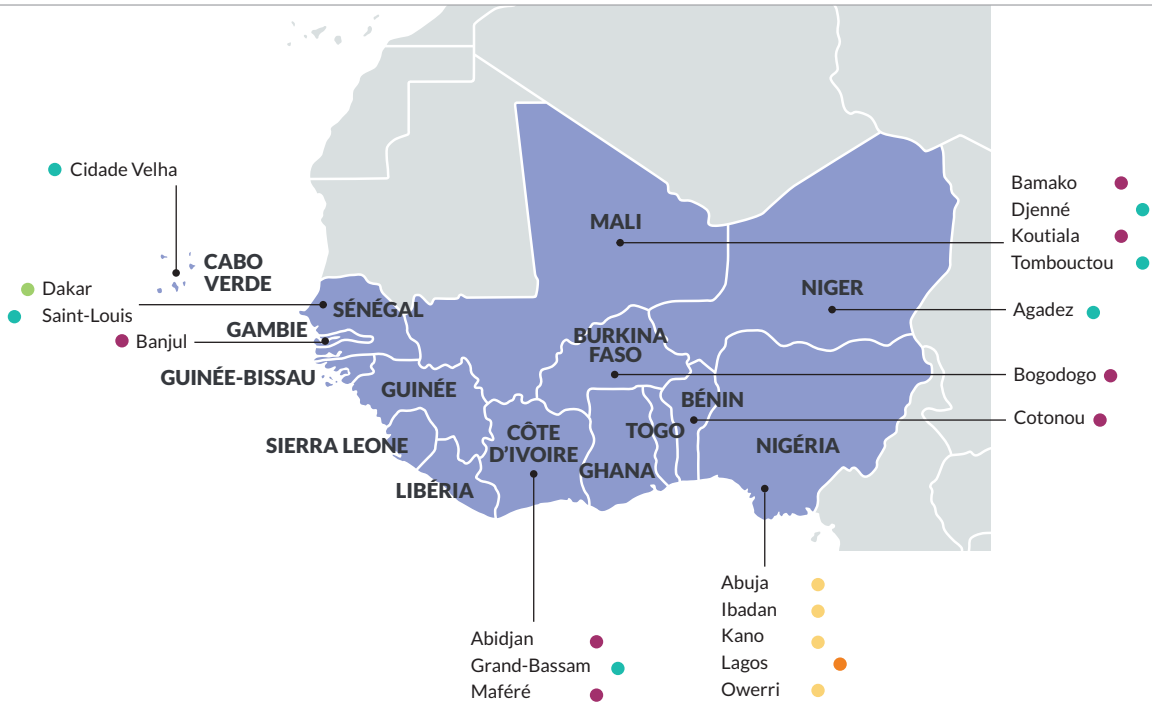 Cidade Velha
CABO
VERDE
Dakar
Saint-Louis
SÉNÉGAL
GAMBIE
Banjul
GUINÉE-BISSAU
GUINÉE
SIERRA LEONE
LIBÉRIA
MALI
NIGER
BURKINA
FASO
BÉNIN
TOGO
CÔTE
D'IVOIRE
GHANA
NIGÉRIA
Bamako
Djenné
Koutiala
Tombouctou
Agadez
Bogodogo
Cotonou
Abidjan
Grand-Bassam
Maféré
Abuja
Ibadan
Kano
Lagos
Owerri